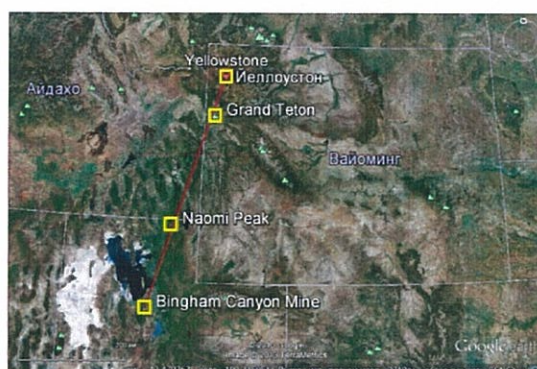 Yellowstone
Йеллоустон
Айдахо
Grand Teton
Вайоминг
Naomi Peak
Bingham Canyon Mine
Google